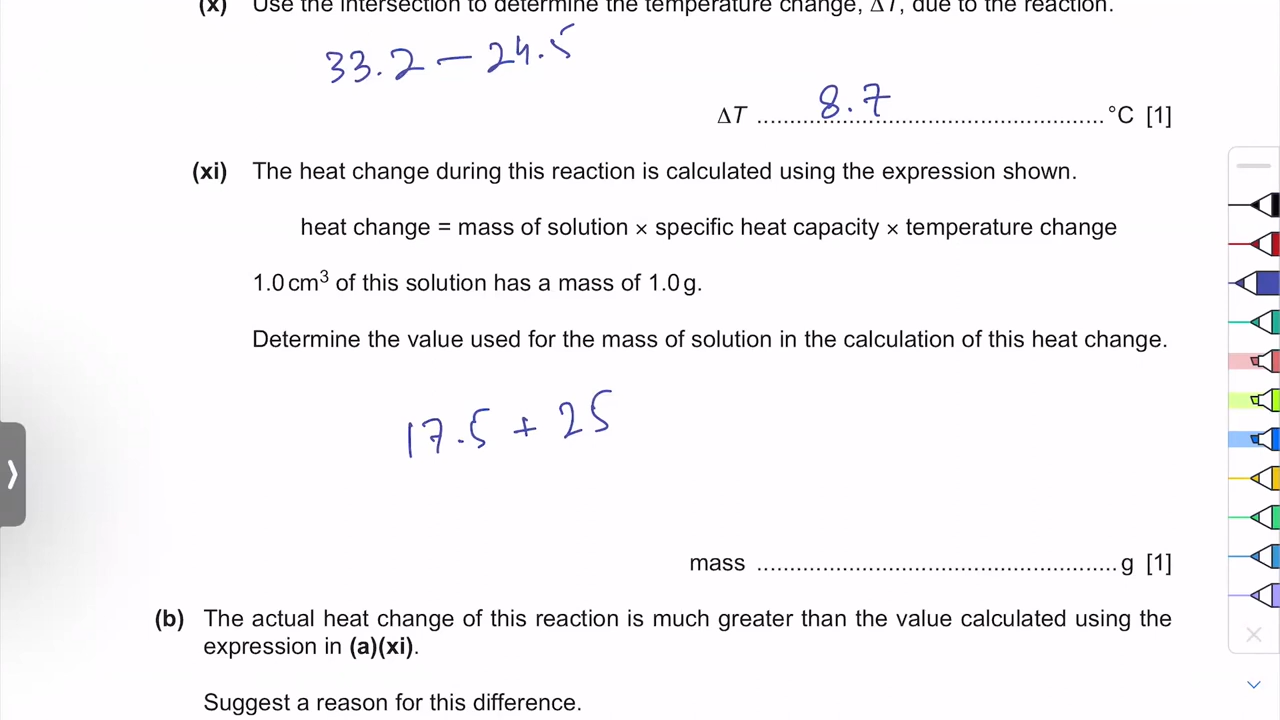 (x) Use the intersection to determine the temperature change, ΔT, due to the reaction.
33.2 – 24.5
ΔT 8.7 °C [1]
(xi) The heat change during this reaction is calculated using the expression shown.
heat change = mass of solution × specific heat capacity × temperature change
1.0 cm³ of this solution has a mass of 1.0 g.
Determine the value used for the mass of solution in the calculation of this heat change.
17.5 + 25
mass ........................................................ g [1]
(b) The actual heat change of this reaction is much greater than the value calculated using the
expression in (a)(xi).
Suggest a reason for this difference.